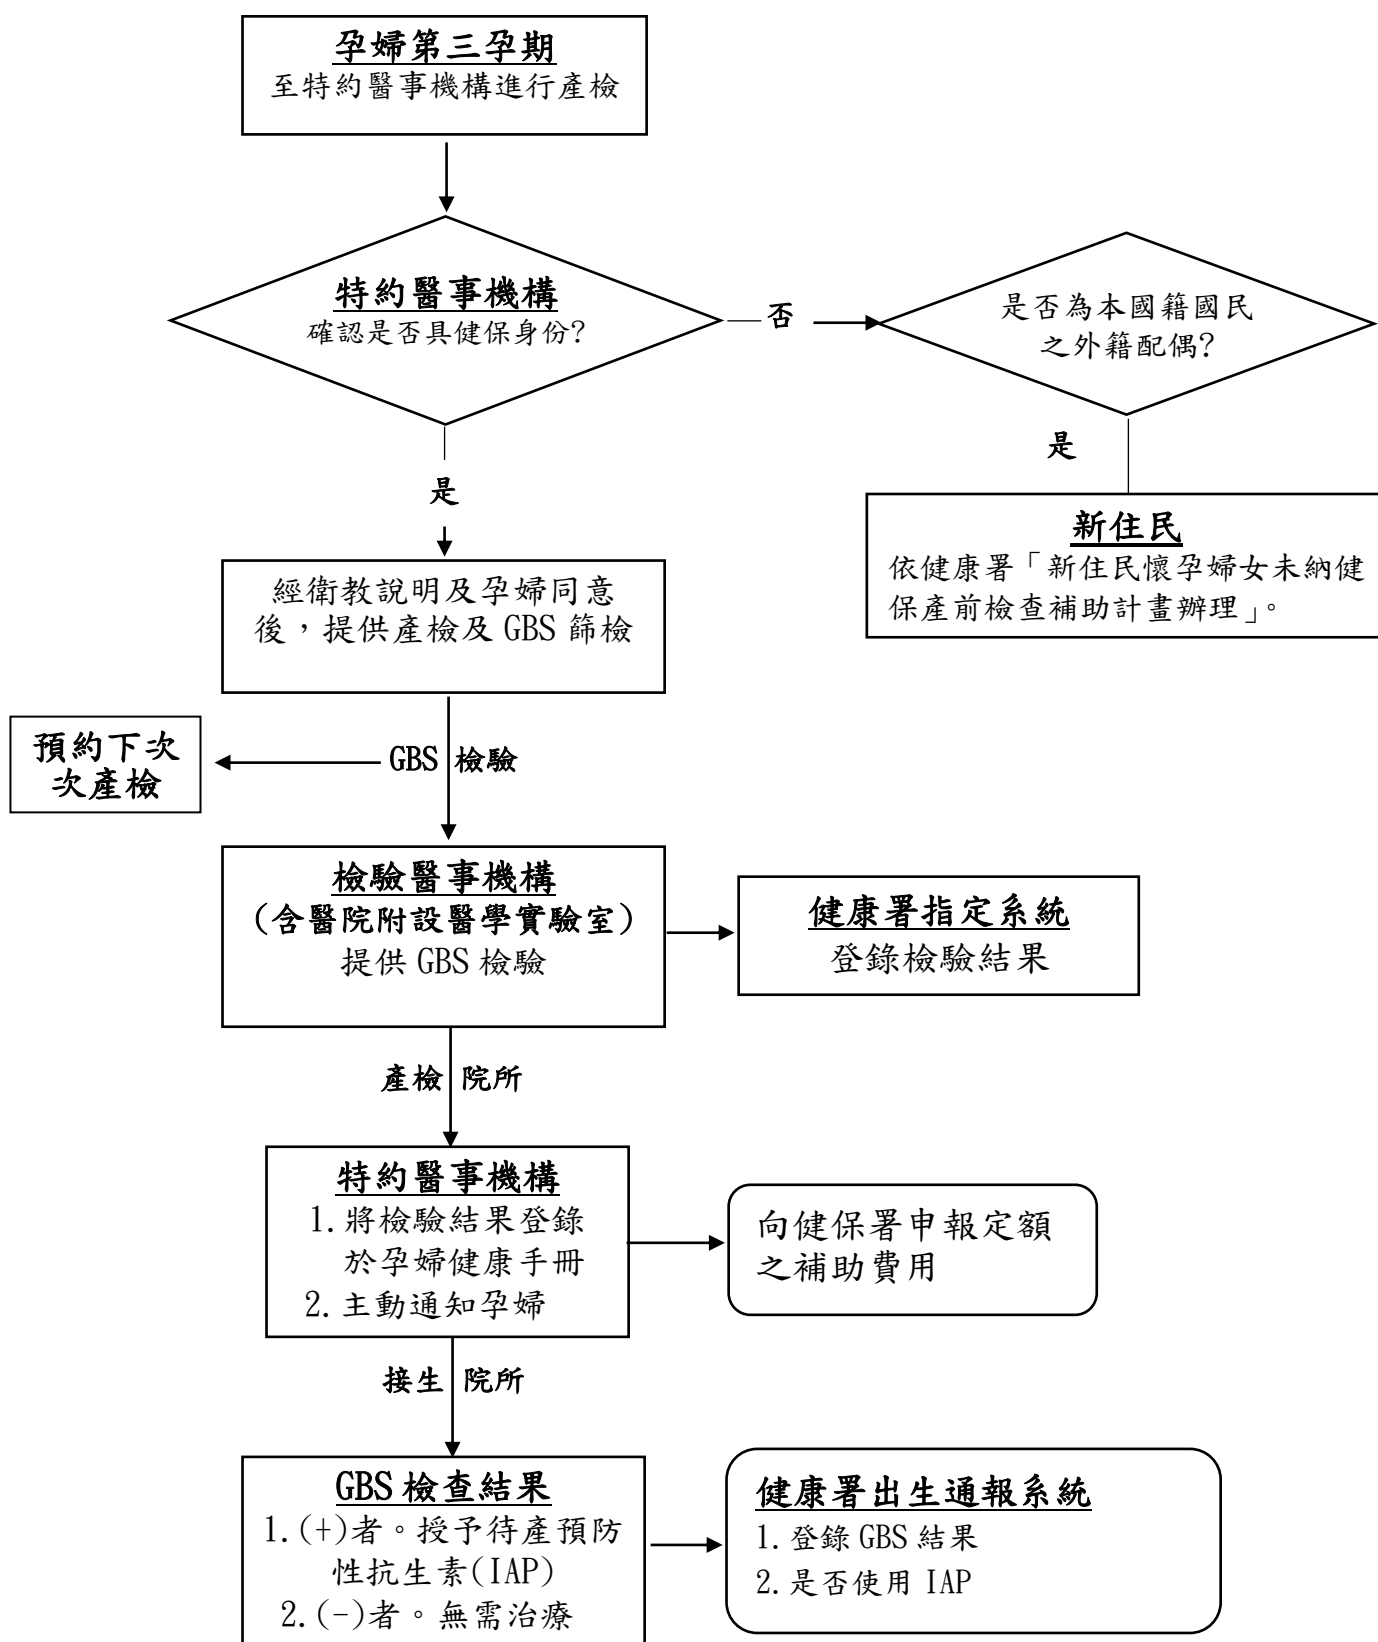 孕婦第三孕期
至特約醫事機構進行產檢
特約醫事機構
確認是否具健保身份?
否
是否為本國籍國民
之外籍配偶?
是
是
新住民
依健康署「新住民懷孕婦女未納健
保產前檢查補助計畫辦理」。
經衛教說明及孕婦同意
後，提供產檢及 GBS 篩檢
預約下次
次產檢
GBS 檢驗
檢驗醫事機構
(含醫院附設醫學實驗室)
提供 GBS 檢驗
健康署指定系統
登錄檢驗結果
產檢 院所
特約醫事機構
1. 將檢驗結果登錄
於孕婦健康手冊
2. 主動通知孕婦
向健保署申報定額
之補助費用
接生 院所
GBS 檢查結果
1. (+)者。授予待產預防
性抗生素(IAP)
2. (-)者。無需治療
健康署出生通報系統
1. 登錄 GBS 結果
2. 是否使用 IAP